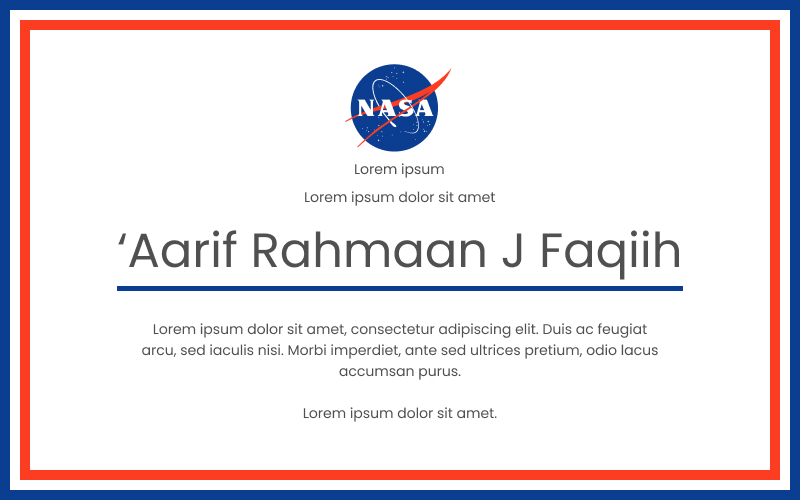 NASA
Lorem ipsum
Lorem ipsum dolor sit amet
‘Aarif Rahmaan J Faqiih
Lorem ipsum dolor sit amet, consectetur adipiscing elit. Duis ac feugiat
arcu, sed iaculis nisi. Morbi imperdiet, ante sed ultrices pretium, odio lacus
accumsan purus.
Lorem ipsum dolor sit amet.